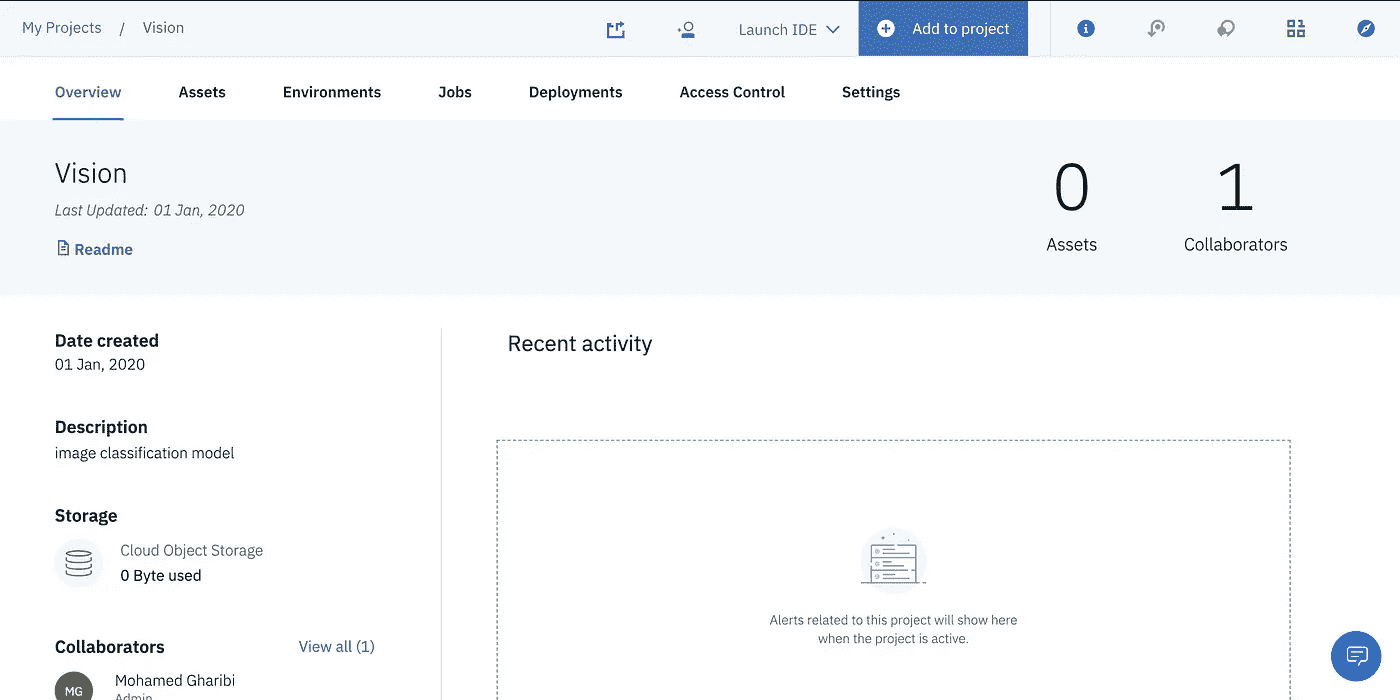 My Projects / Vision
Launch IDE
Add to project
Overview Assets Environments Jobs Deployments Access Control Settings
Vision
Last Updated: 01 Jan, 2020
Readme
0
Assets
1
Collaborators
Date created
01 Jan, 2020
Description
image classification model
Storage
Cloud Object Storage
0 Byte used
Collaborators
View all (1)
MG
Mohamed Gharibi
Admin
Recent activity
Alerts related to this project will show here
when the project is active.